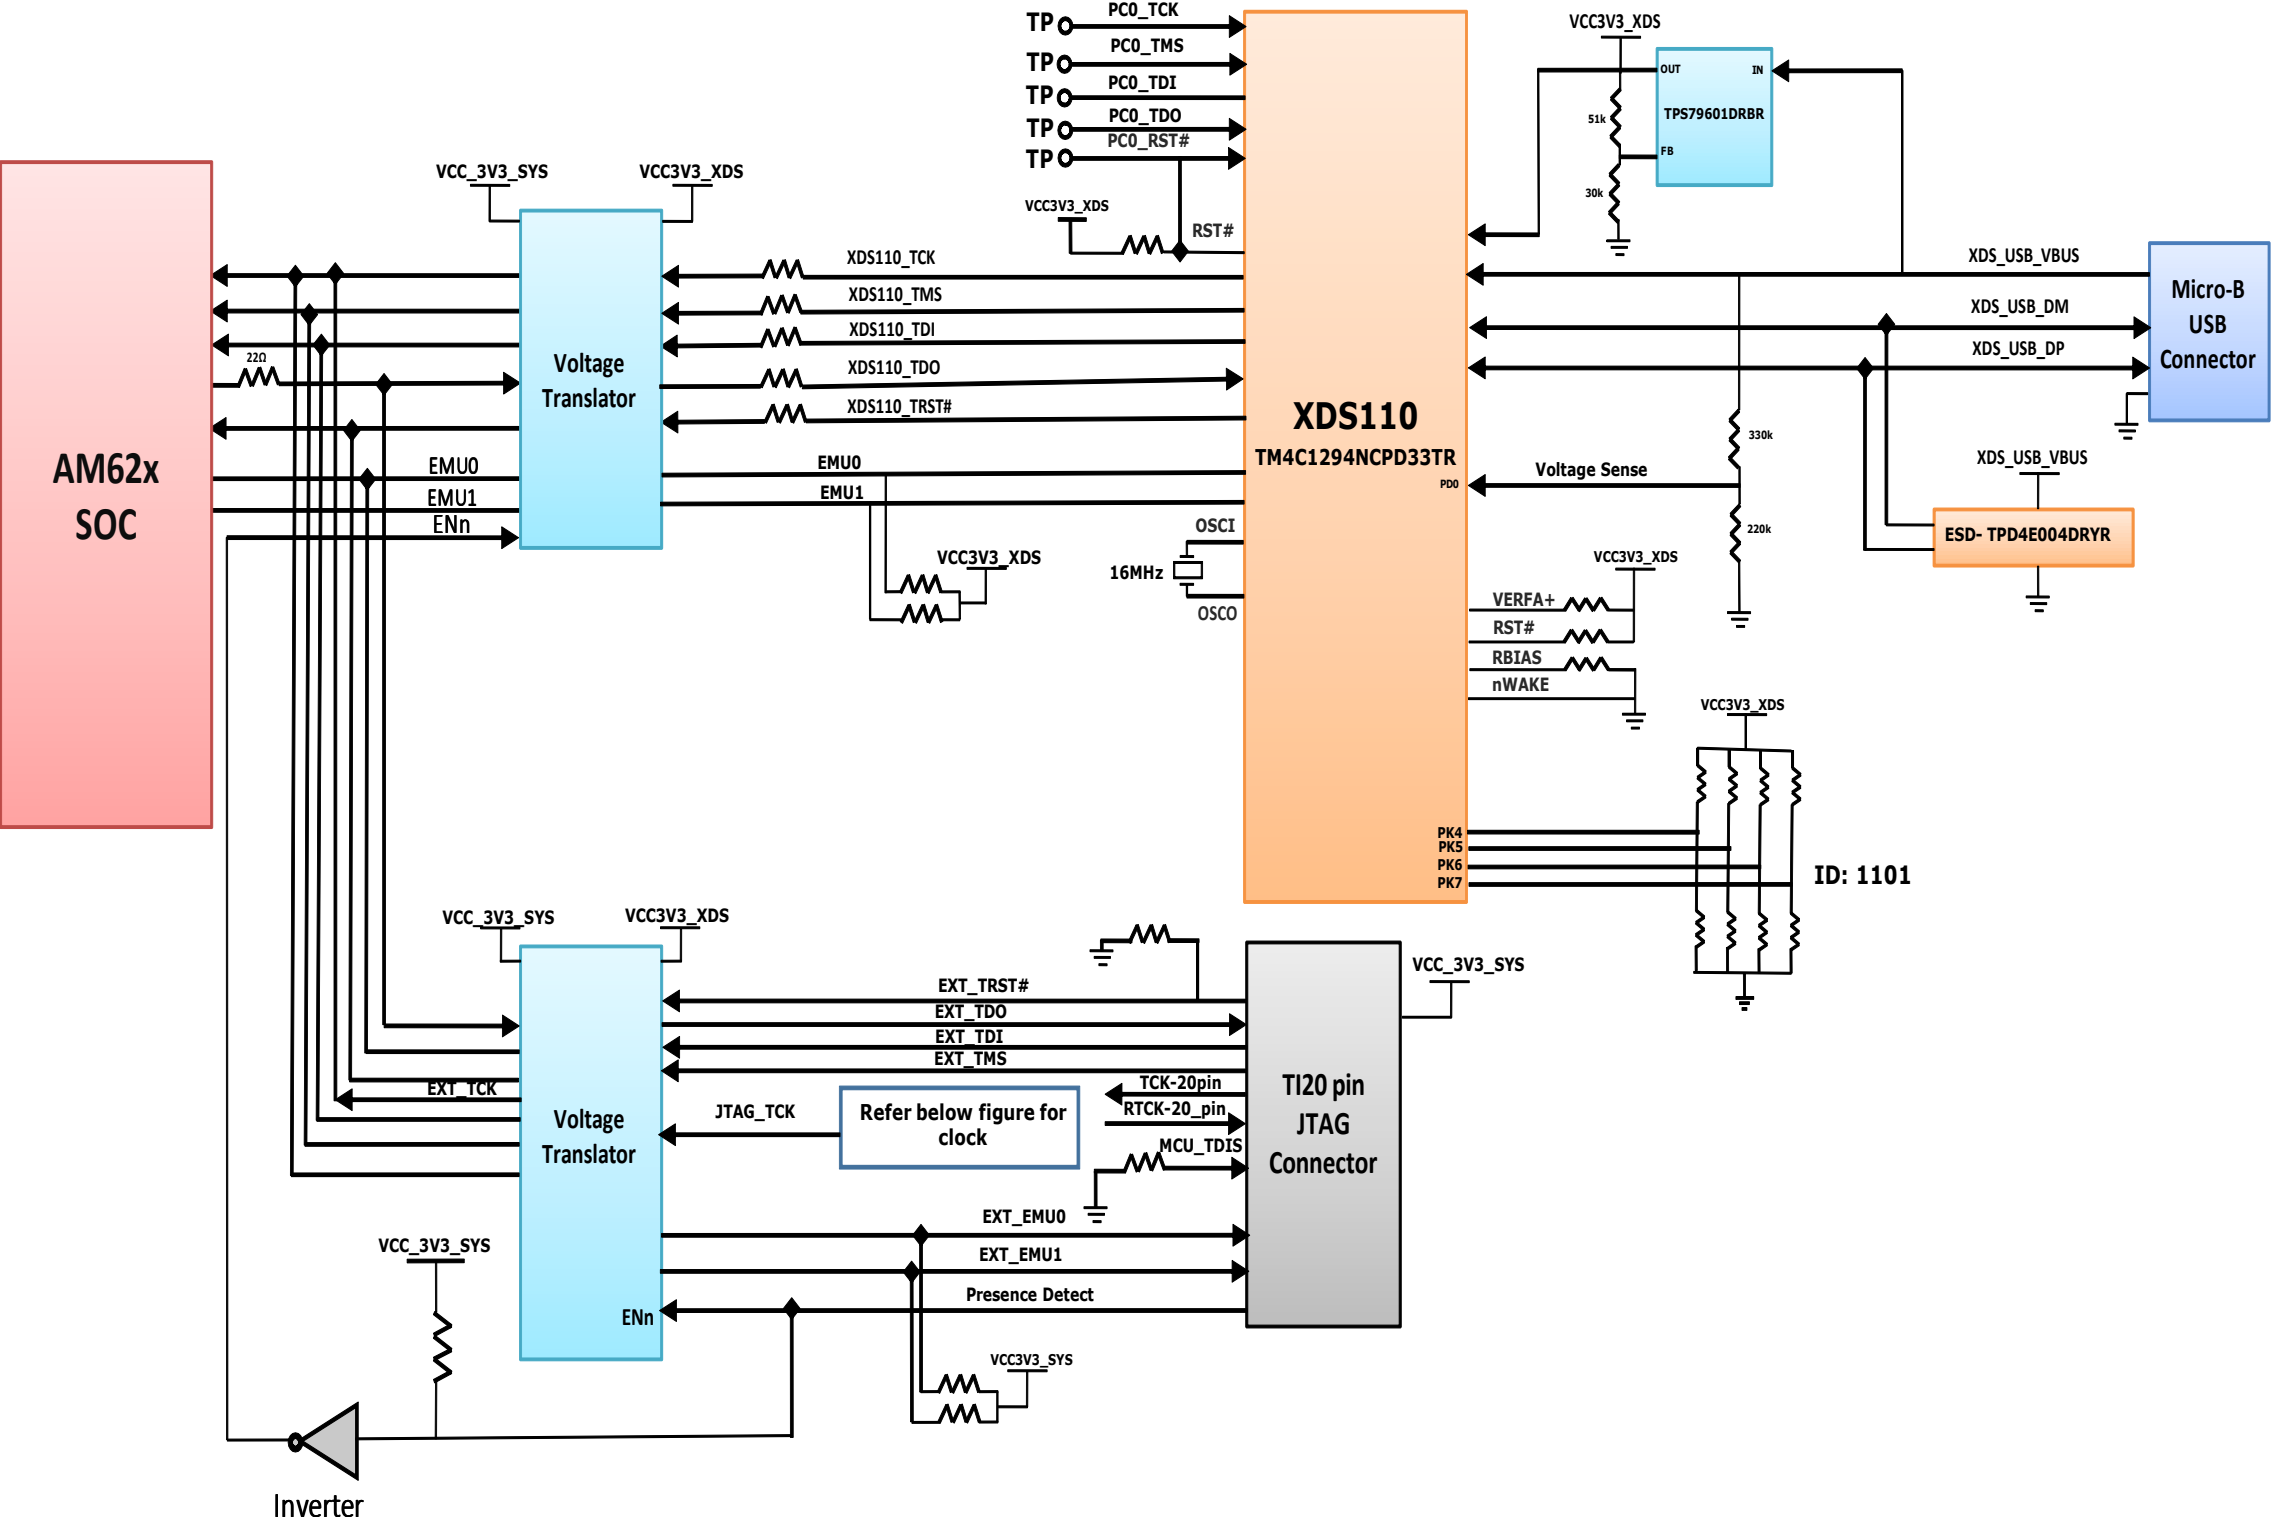 TP
PC0_TCK
TP
PC0_TMS
TP
PC0_TDI
TP
PC0_TDO
TP
PC0_RST#
VCC3V3_XDS
RST#
VCC3V3_XDS
OUT
IN
TPS79601DRBR
FB
51k
30k
VCC_3V3_SYS
VCC3V3_XDS
Voltage
Translator
XDS110_TCK
XDS110_TMS
XDS110_TDI
XDS110_TDO
XDS110_TRST#
22Ω
AM62x
SOC
EMU0
EMU1
ENn
EMU0
EMU1
VCC3V3_XDS
OSCI
16MHz
OSCO
XDS110
TM4C1294NCPD33TR
PD0
Voltage Sense
330k
220k
XDS_USB_VBUS
XDS_USB_DM
XDS_USB_DP
Micro-B
USB
Connector
XDS_USB_VBUS
ESD- TPD4E004DRYR
VCC3V3_XDS
VERFA+
RST#
RBIAS
nWAKE
VCC3V3_XDS
PK4
PK5
PK6
PK7
ID: 1101
VCC_3V3_SYS
VCC3V3_XDS
Voltage
Translator
ENn
EXT_TCK
EXT_TRST#
EXT_TDO
EXT_TDI
EXT_TMS
TCK-20pin
RTCK-20_pin
MCU_TDIS
JTAG_TCK
Refer below figure for
clock
EXT_EMU0
EXT_EMU1
Presence Detect
VCC_3V3_SYS
TI20 pin
JTAG
Connector
VCC3V3_SYS
VCC_3V3_SYS
Inverter